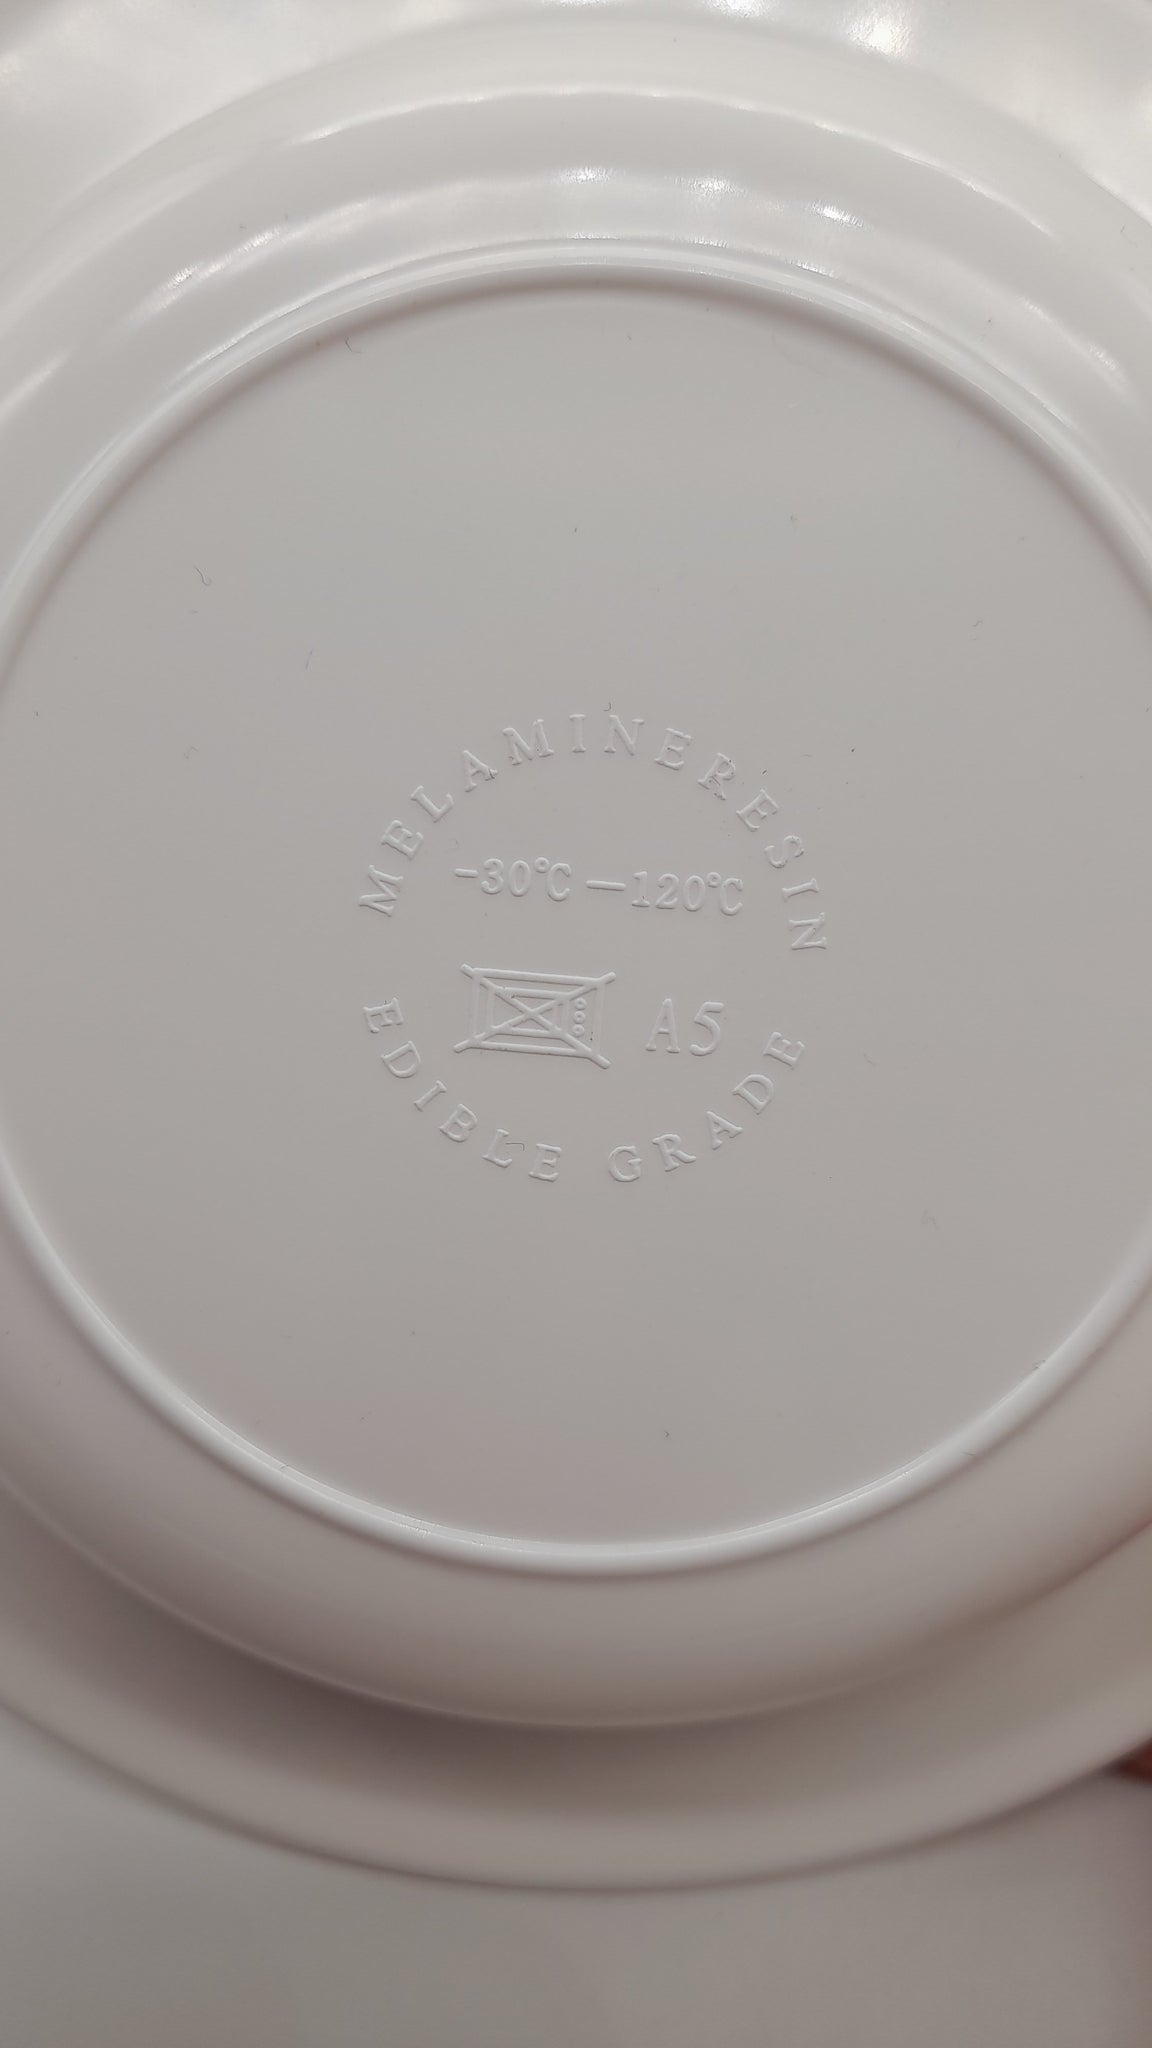 MELAMINERESIN
-30℃ —120℃
A5
EDIBLE GRADE